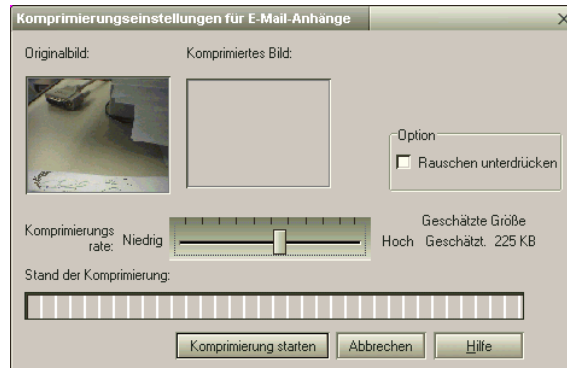 Komprimierungseinstellungen für E-Mail-Anhänge
Originalbild:
Komprimiertes Bild:
Option
Rauschen unterdrücken
Komprimierungs
rate:
Niedrig
Hoch
Geschätzte Größe
Geschätzt. 225 KB
Stand der Komprimierung:
Komprimierung starten
Abbrechen
Hilfe